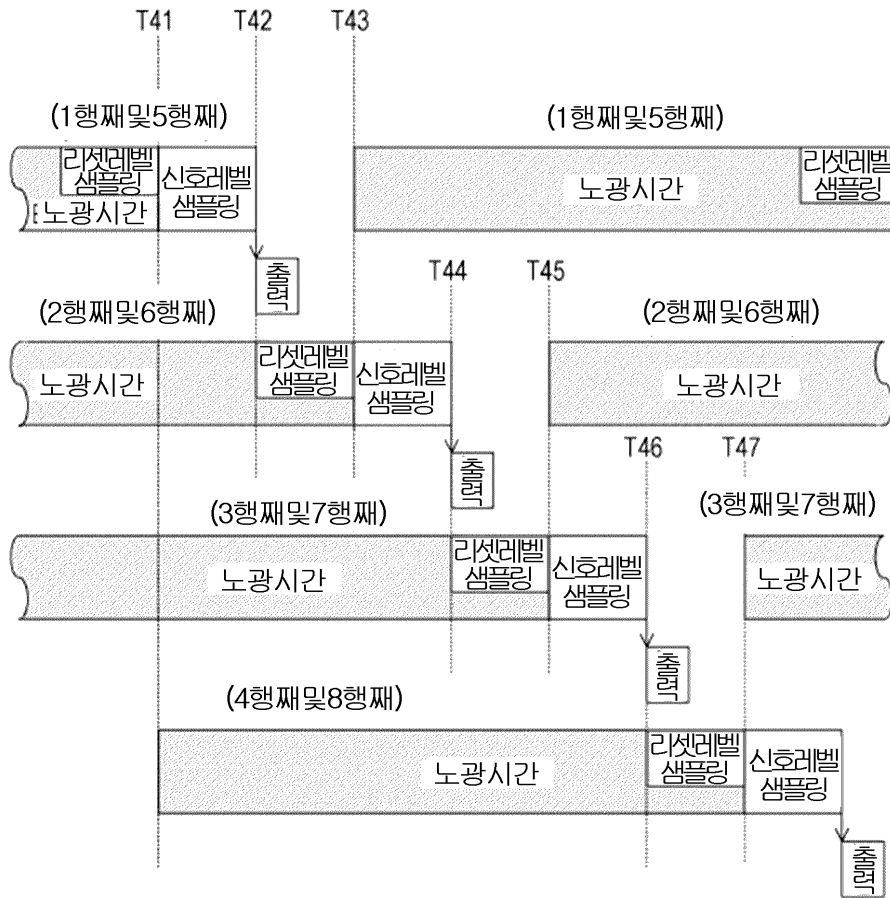 T41 T42 T43
(1행째및5행째) (1행째및5행째)
리셋레벨
샘플링
신호레벨
샘플링
노광시간
노광시간
리셋레벨
샘플링
출력
T44 T45
(2행째및6행째) (2행째및6행째)
노광시간
리셋레벨
샘플링
신호레벨
샘플링
노광시간
출력
T46 T47
(3행째및7행째) (3행째및7행째)
노광시간
리셋레벨
샘플링
신호레벨
샘플링
노광시간
출력
(4행째및8행째)
노광시간
리셋레벨
샘플링
신호레벨
샘플링
출력